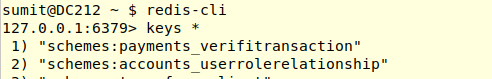 sumit@DC212 ~ $ redis-cli
127.0.0.1:6379> keys *
1) "schemes:payments_verifitransaction"
2) "schemes:accounts_userrolerelationship"